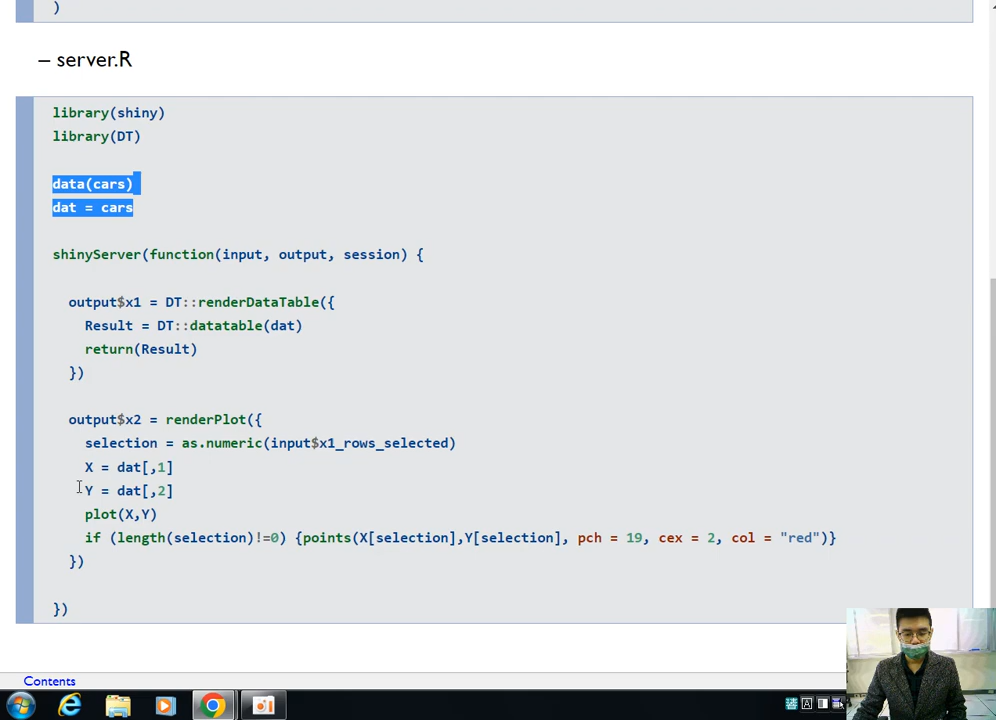 )
– server.R
library(shiny)
library(DT)
data(cars)
dat = cars
shinyServer(function(input, output, session) {
output$x1 = DT::renderDataTable({
Result = DT::datatable(dat)
return(Result)
})
output$x2 = renderPlot({
selection = as.numeric(input$x1_rows_selected)
X = dat[,1]
Y = dat[,2]
plot(X,Y)
if (length(selection)!=0) {points(X[selection],Y[selection], pch = 19, cex = 2, col = "red")}
})
})
Contents